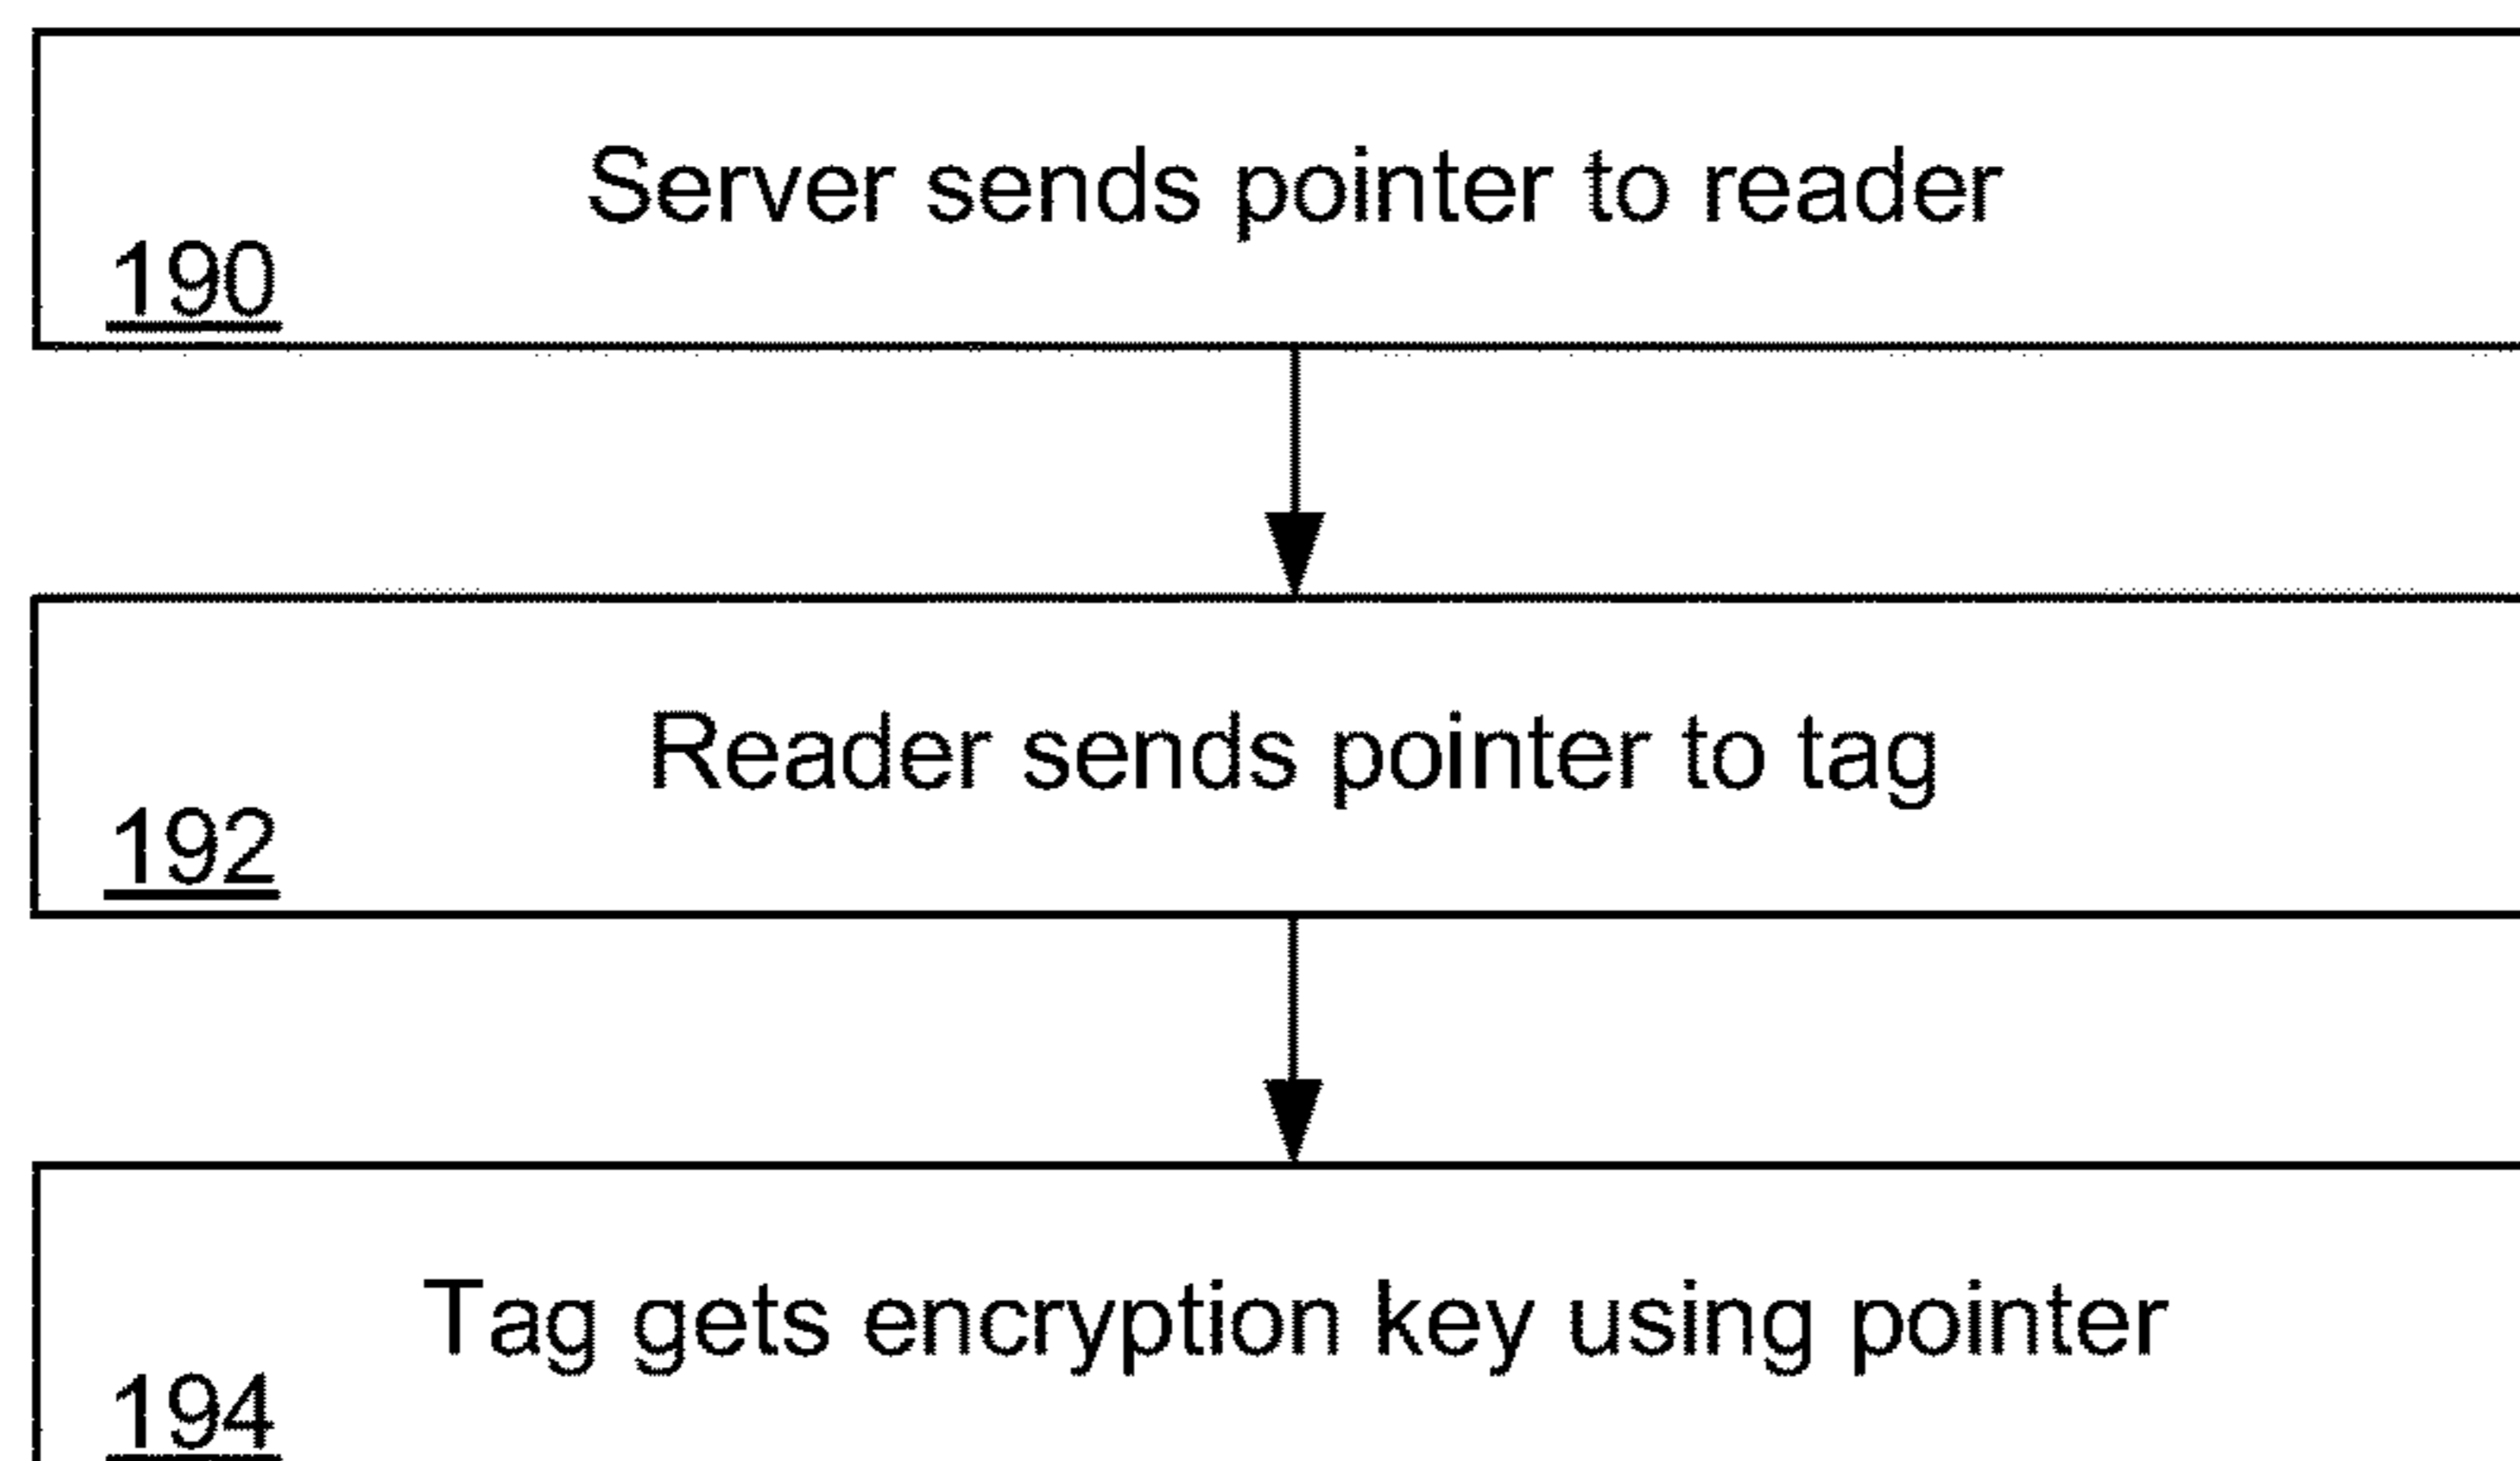 Server sends pointer to reader
190
Reader sends pointer to tag
192
Tag gets encryption key using pointer
194